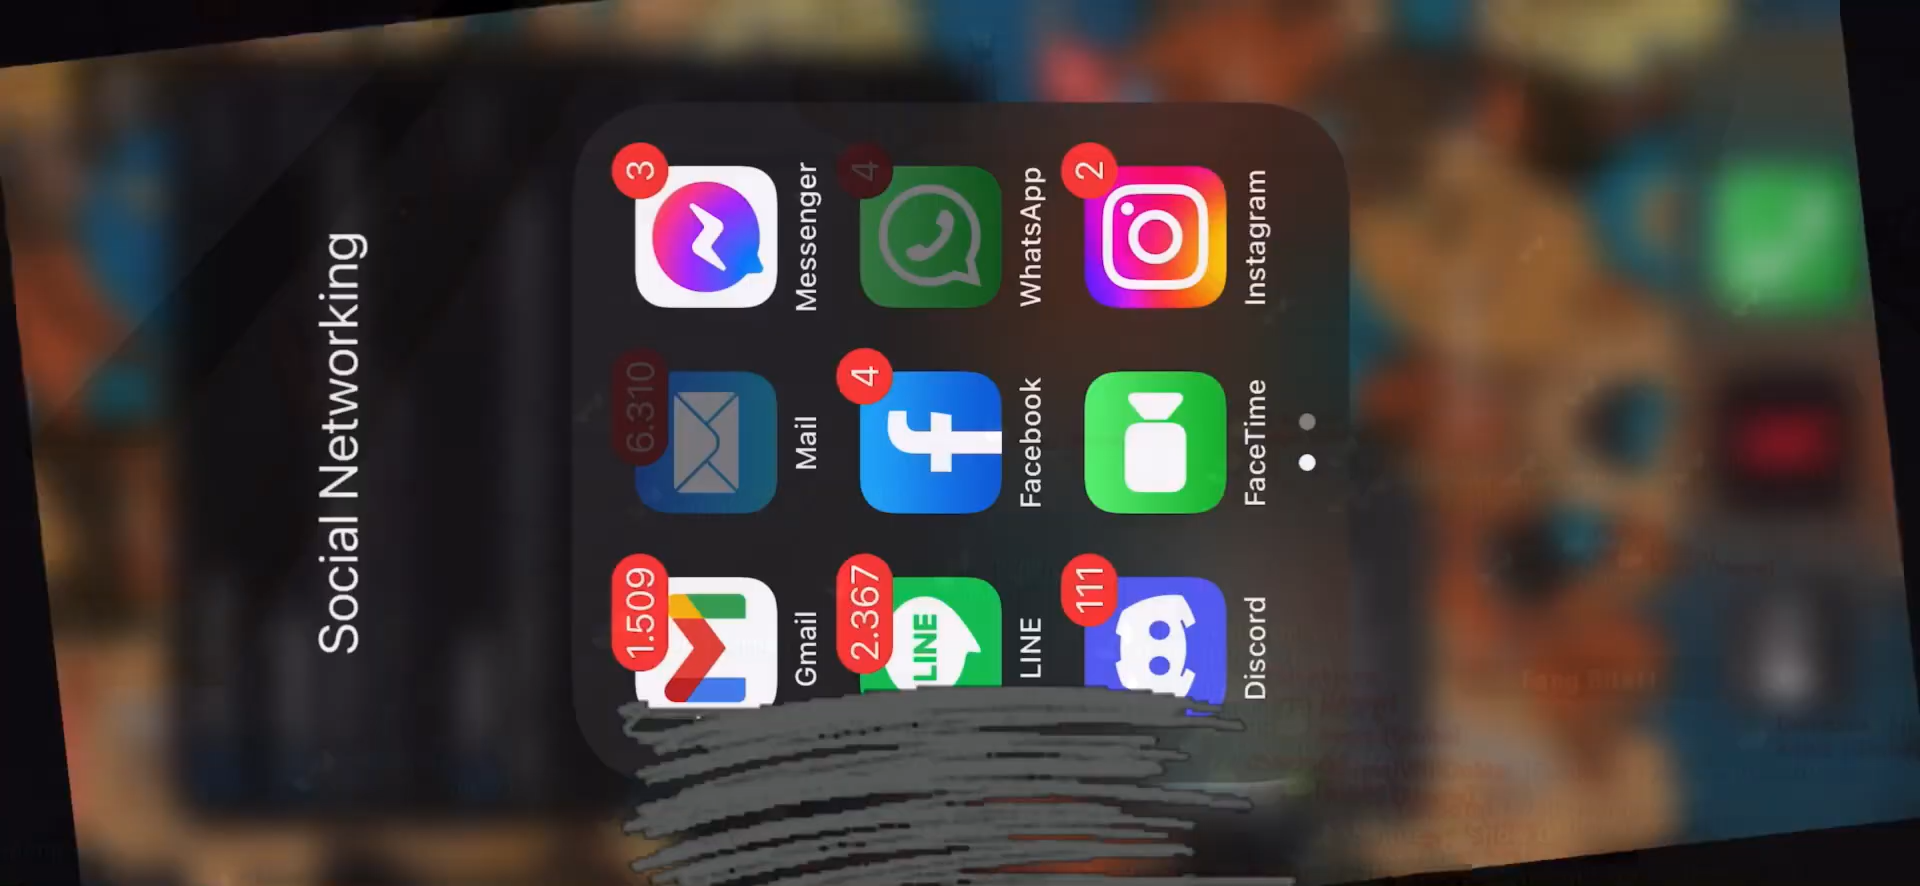 Social Networking
1.509 6.310 3
Gmail Mail Messenger
2.367 4 4
LINE
LINE Facebook WhatsApp
111 2
Discord FaceTime Instagram